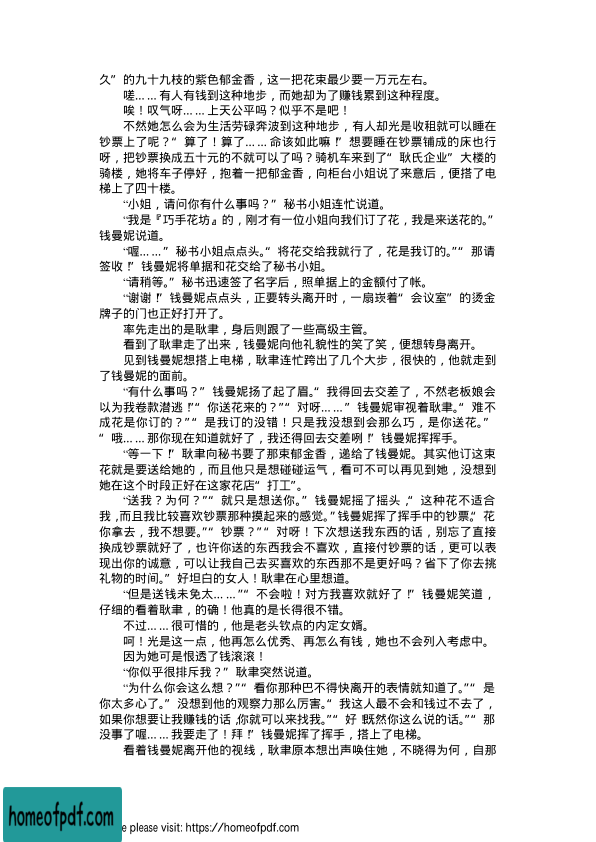 久”的九十九枝的紫色郁金香，这一把花束最少要一万元左右。
嗟……有人有钱到这种地步，而她却为了赚钱累到这种程度。
唉！叹气呀……上天公平吗？似乎不是吧！
不然她怎么会为生活劳碌奔波到这种地步，有人却光是收租就可以睡在
钞票上了呢？“算了！算了……命该如此嘛！”想要睡在钞票铺成的床也行
呀，把钞票换成五十元的不就可以了吗？骑机车来到了“耿氏企业”大楼的
骑楼，她将车子停好，抱着一把郁金香，向柜台小姐说了来意后，便搭了电
梯上了四十楼。
“小姐，请问你有什么事吗？”秘书小姐连忙说道。
“我是『巧手花坊』的，刚才有一位小姐向我们订了花，我是来送花的。”
钱曼妮说道。
“喔……”秘书小姐点点头。“将花交给我就行了，花是我订的。”“那请
签收！”钱曼妮将单据和花交给了秘书小姐。
“请稍等。”秘书迅速签了名字后，照单据上的金额付了帐。
“谢谢！”钱曼妮点点头，正要转头离开时，一扇崁着“会议室”的烫金
牌子的门也正好打开了。
率先走出的是耿聿，身后则跟了一些高级主管。
看到了耿聿走了出来，钱曼妮向他礼貌性的笑了笑，便想转身离开。
见到钱曼妮想搭上电梯，耿聿连忙跨出了几个大步，很快的，他就走到
了钱曼妮的面前。
“有什么事吗？”钱曼妮扬了起了眉。“我得回去交差了，不然老板娘会
以为我卷款潜逃！”“你送花来的？”“对呀……”钱曼妮审视着耿聿。“难不
成花是你订的？”“是我订的没错！只是我没想到会那么巧，是你送花。”
“哦……那你现在知道就好了，我还得回去交差咧！”钱曼妮挥挥手。
“等一下！”耿聿向秘书要了那束郁金香，递给了钱曼妮。其实他订这束
花就是要送给她的，而且他只是想碰碰运气，看可不可以再见到她，没想到
她在这个时段正好在这家花店“打工”。
“送我？为何？”“就只是想送你。”钱曼妮摇了摇头，“这种花不适合
我，而且我比较喜欢钞票那种摸起来的感觉。”钱曼妮挥了挥手中的钞票。“花
你拿去，我不想要。”“钞票？”“对呀！下次想送我东西的话，别忘了直接
换成钞票就好了，也许你送的东西我会不喜欢，直接付钞票的话，更可以表
现出你的诚意，可以让我自己去买喜欢的东西那不是更好吗？省下了你去挑
礼物的时间。”好坦白的女人！耿聿在心里想道。
“但是送钱未免太……”“不会啦！对方我喜欢就好了！”钱曼妮笑道，
仔细的看着耿聿，的确！他真的是长得很不错。
不过……很可惜的，他是老头钦点的内定女婿。
呵！光是这一点，他再怎么优秀、再怎么有钱，她也不会列入考虑中。
因为她可是恨透了钱滚滚！
“你似乎很排斥我？”耿聿突然说道。
“为什么你会这么想？”“看你那种巴不得快离开的表情就知道了。”“是
你太多心了。”没想到他的观察力那么厉害。“我这人最不会和钱过不去了，
如果你想要让我赚钱的话，你就可以来找我。”“好！既然你这么说的话。”“那
没事了喔……我要走了！拜！”钱曼妮挥了挥手，搭上了电梯。
看着钱曼妮离开他的视线，耿聿原本想出声唤住她，不晓得为何，自那
homeofpdf.com
e please visit: https://homeofpdf.com